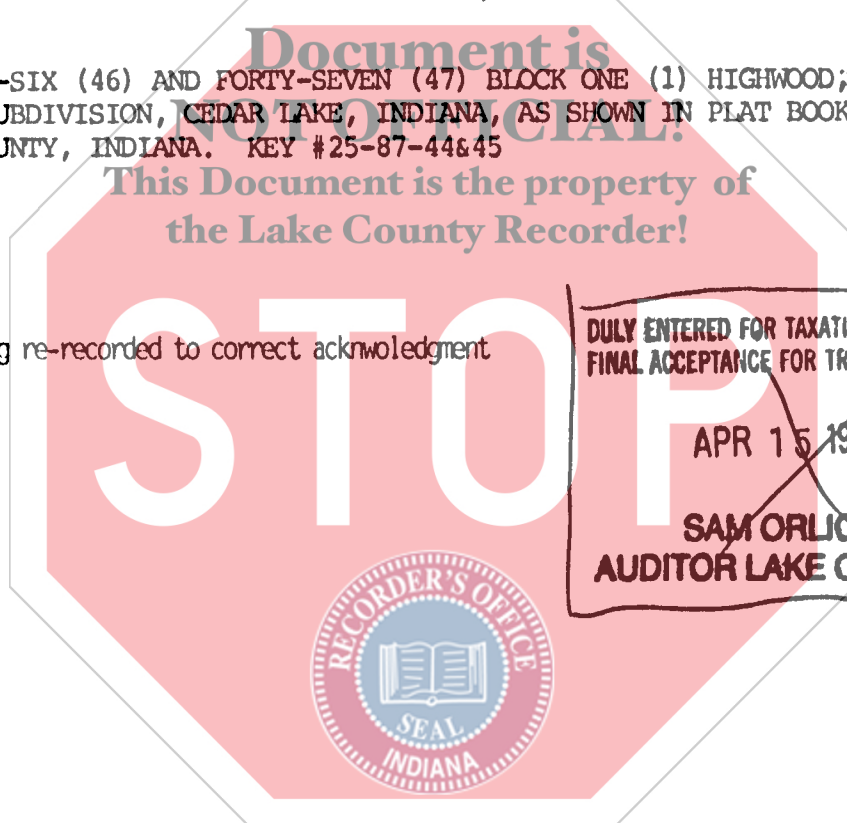 Document is
-SIX (46) AND FORTY-SEVEN (47) BLOCK ONE (1) HIGHWOOD;
UBDIVISION, CEDAR LAKE, INDIANA, AS SHOWN IN PLAT BOOK
NOT OFFICIAL!
UNTY, INDIANA. KEY #25-87-44&45
This Document is the property of
the Lake County Recorder!
STOP
g re-recorded to correct acknwoledgment
DULY ENTERED FOR TAXATI
FINAL ACCEPTANCE FOR TR
APR 15 19
SAM ORLIC
AUDITOR LAKE C
RECORDER'S OFFICE
SEAL
INDIANA